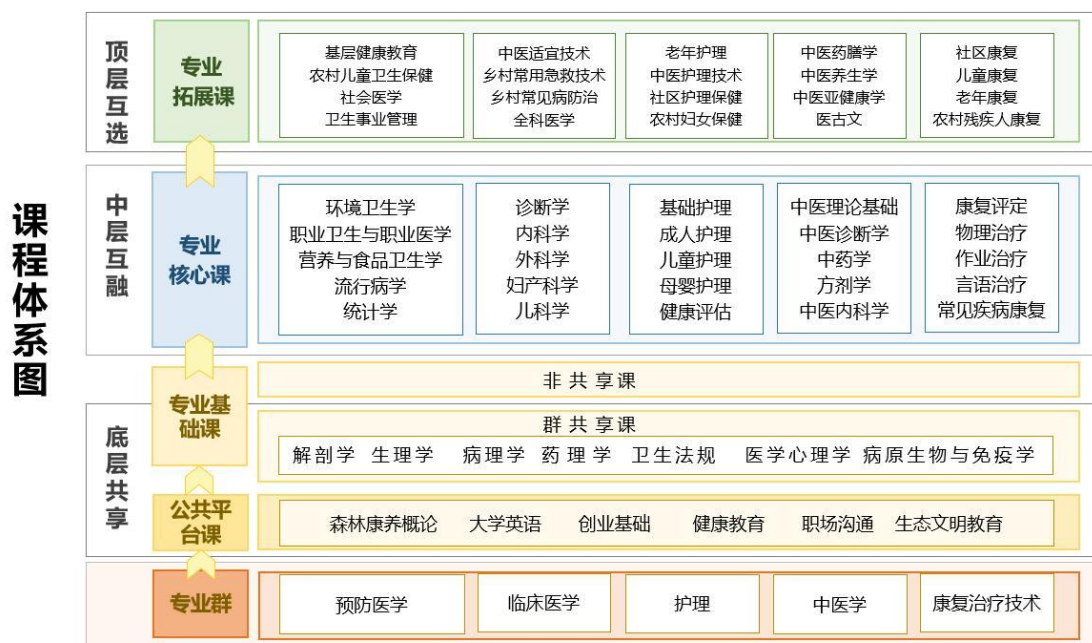 课程体系图
顶层互选
专业
拓展课
基层健康教育
农村儿童卫生保健
社会医学
卫生事业管理
中医适宜技术
乡村常用急救技术
乡村常见病防治
全科医学
老年护理
中医护理技术
社区护理保健
农村妇女保健
中医药膳学
中医养生学
中医亚健康学
医古文
社区康复
儿童康复
老年康复
农村残疾人康复
中层互融
专业
核心课
环境卫生学
职业卫生与职业医学
营养与食品卫生学
流行病学
统计学
诊断学
内科学
外科学
妇产科学
儿科学
基础护理
成人护理
儿童护理
母婴护理
健康评估
中医理论基础
中医诊断学
中药学
方剂学
中医内科学
康复评定
物理治疗
作业治疗
言语治疗
常见疾病康复
专业基
础课
非共享课
底层共享
群共享课
解剖学 生理学 病理学 药理学 卫生法规 医学心理学 病原生物与免疫学
公共平
台课
森林康养概论 大学英语 创业基础 健康教育 职场沟通 生态文明教育
专业群
预防医学
临床医学
护理
中医学
康复治疗技术